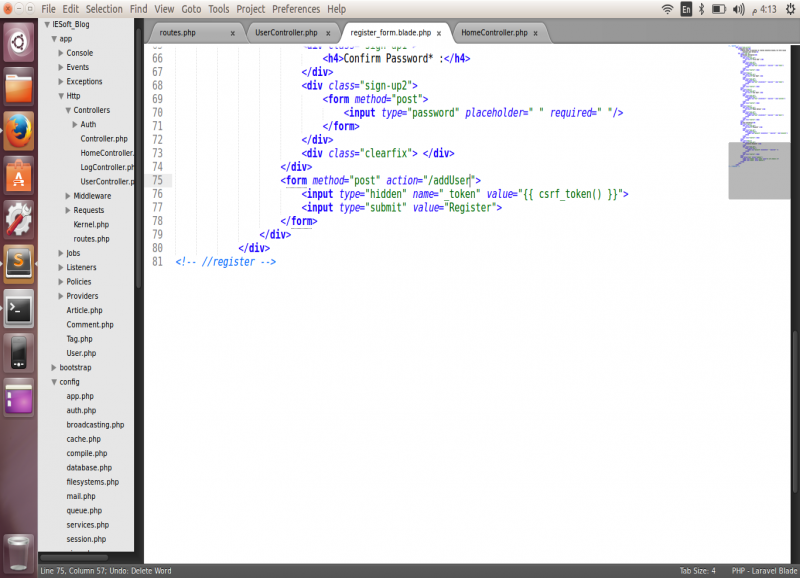 File Edit Selection Find View Goto Tools Project Preferences Help
En
4:13 م
IESoft_Blog
app
Console
Events
Exceptions
Http
Controllers
Auth
Controller.php
HomeController.
LogController.ph
UserController.p
Middleware
Requests
Kernel.php
routes.php
Jobs
Listeners
Policies
Providers
Article.php
Comment.php
Tag.php
User.php
bootstrap
config
app.php
auth.php
broadcasting.php
cache.php
compile.php
database.php
filesystems.php
mail.php
queue.php
services.php
session.php
routes.php x UserController.php x register_form.blade.php x HomeController.php x
65 <div class="sign-up1">
66 <h4>Confirm Password* :</h4>
67 </div>
68 <div class="sign-up2">
69 <form method="post">
70 <input type="password" placeholder=" " required=" "/>
71 </form>
72 </div>
73 <div class="clearfix"> </div>
74 </div>
75 <form method="post" action="/addUser">
76 <input type="hidden" name="_token" value="{{ csrf_token() }}">
77 <input type="submit" value="Register">
78 </form>
79 </div>
80 </div>
81 <!-- //register -->
Line 75, Column 57; Undo: Delete Word
Tab Size: 4 PHP - Laravel Blade